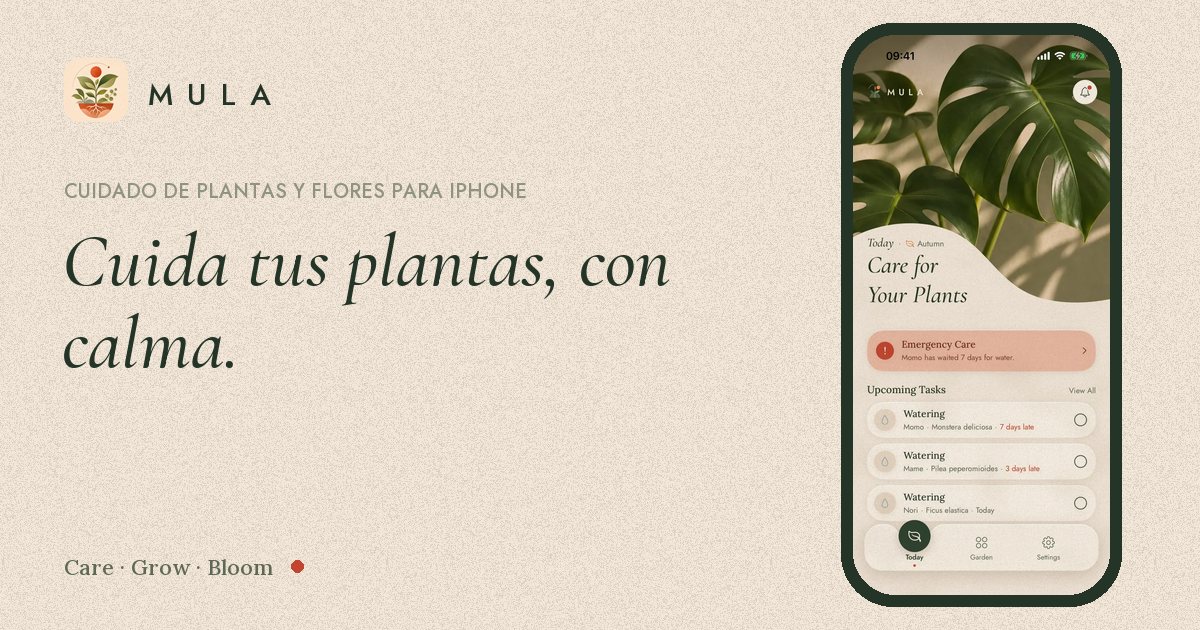 MULA
CUIDADO DE PLANTAS Y FLORES PARA IPHONE
Cuida tus plantas, con
calma.
Care · Grow · Bloom
09:41
MULA
Today · Autumn
Care for
Your Plants
! Emergency Care
Momo has waited 7 days for water.
Upcoming Tasks View All
Watering
Momo · Monstera deliciosa · 7 days late
Watering
Mame · Pilea peperomioides · 3 days late
Watering
Nori · Ficus elastica · Today
Today Garden Settings